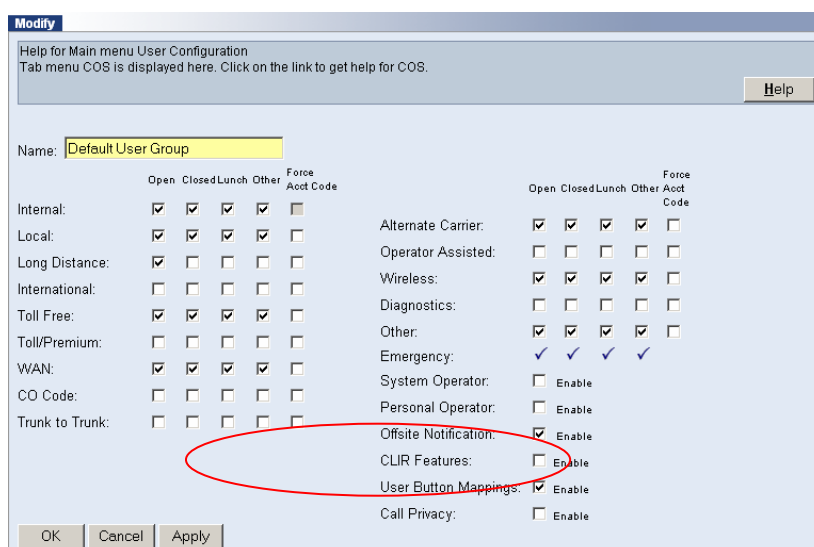 Modify
Help for Main menu User Configuration
Tab menu COS is displayed here. Click on the link to get help for COS.
Help
Name: Default User Group
Open Closed Lunch Other Force Acct Code
Internal:
Local:
Long Distance:
International:
Toll Free:
Toll/Premium:
WAN:
CO Code:
Trunk to Trunk:
Open Closed Lunch Other Force Acct Code
Alternate Carrier:
Operator Assisted:
Wireless:
Diagnostics:
Other:
Emergency:
System Operator: Enable
Personal Operator: Enable
Offsite Notification: Enable
CLIR Features: Enable
User Button Mappings: Enable
Call Privacy: Enable
OK Cancel Apply